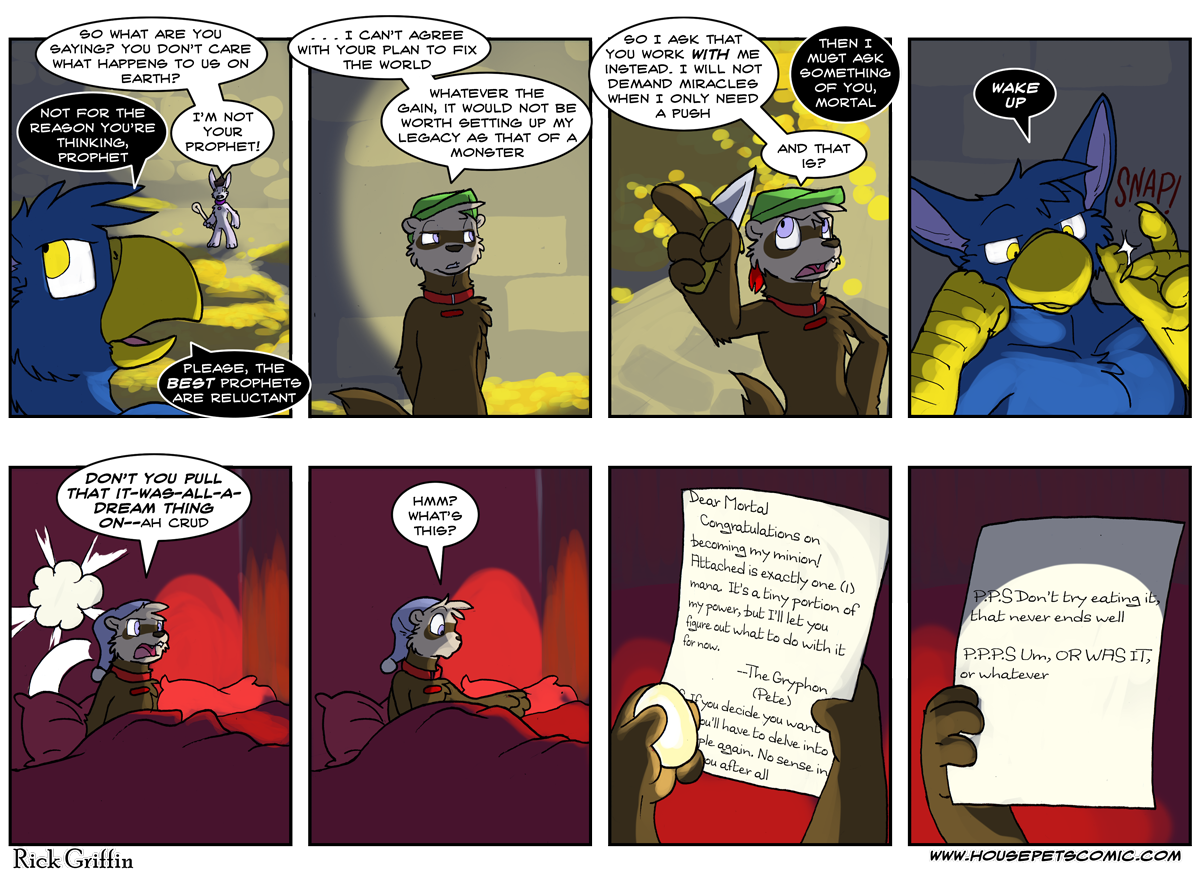 SO WHAT ARE YOU
SAYING? YOU DON'T CARE
WHAT HAPPENS TO US ON
EARTH?
NOT FOR THE
REASON YOU'RE
THINKING,
PROPHET
I'M NOT
YOUR
PROPHET!
PLEASE, THE
BEST PROPHETS
ARE RELUCTANT
. . . I CAN'T AGREE
WITH YOUR PLAN TO FIX
THE WORLD
WHATEVER THE
GAIN, IT WOULD NOT BE
WORTH SETTING UP MY
LEGACY AS THAT OF A
MONSTER
SO I ASK THAT
YOU WORK WITH ME
INSTEAD. I WILL NOT
DEMAND MIRACLES
WHEN I ONLY NEED
A PUSH
THEN I
MUST ASK
SOMETHING
OF YOU,
MORTAL
AND THAT
IS?
WAKE
UP
SNAP!
DON'T YOU PULL
THAT IT-WAS-ALL-A-
DREAM THING
ON--AH CRUD
HMM?
WHAT'S
THIS?
Dear Mortal
Congratulations on
becoming my minion!
Attached is exactly one (1)
mana. It's a tiny portion of
my power, but I'll let you
figure out what to do with it
for now.
—The Gryphon
(Pete)
If you decide you want
you'll have to delve into
again. No sense in
you after all
P.P.S Don't try eating it,
that never ends well
P.P.P.S Um, OR WAS IT,
or whatever
Rick Griffin
WWW.HOUSEPETSCOMIC.COM